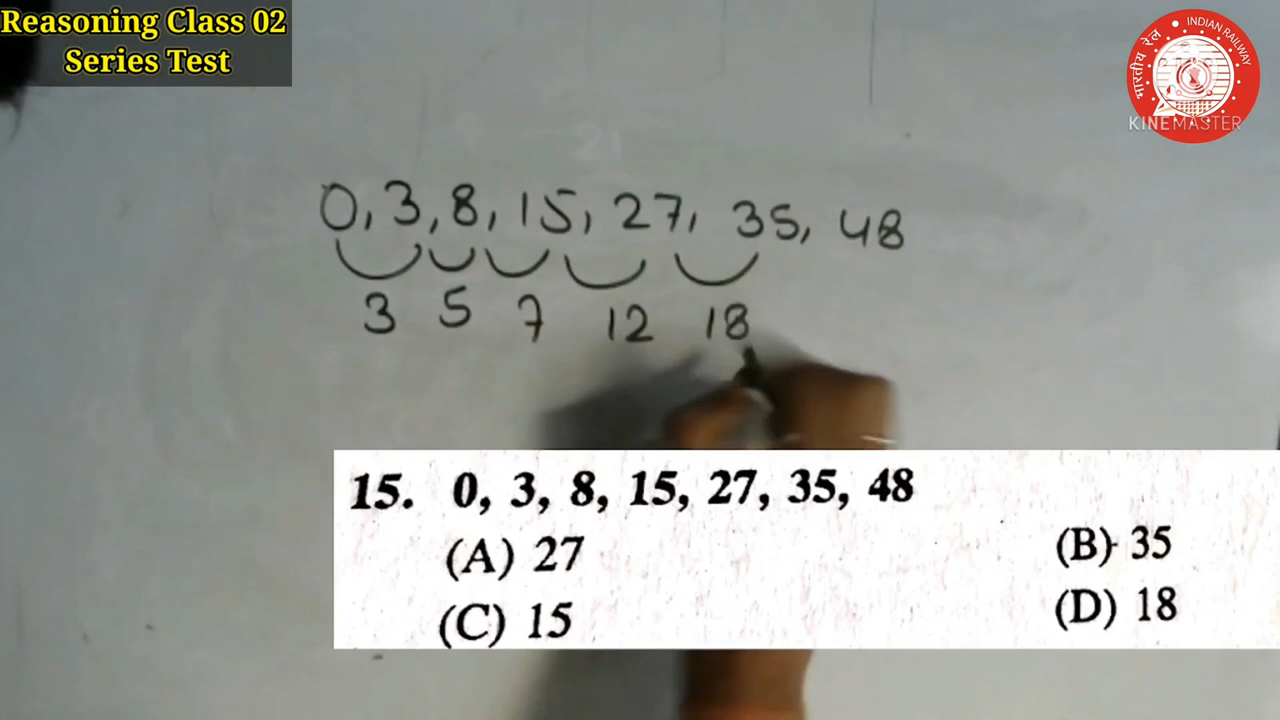 Reasoning Class 02
Series Test
भारतीय रेल
INDIAN RAILWAY
KINEMASTER
0, 3, 8, 15, 27, 35, 48
3 5 7 12 18
15. 0, 3, 8, 15, 27, 35, 48
(A) 27 (B) 35
(C) 15 (D) 18